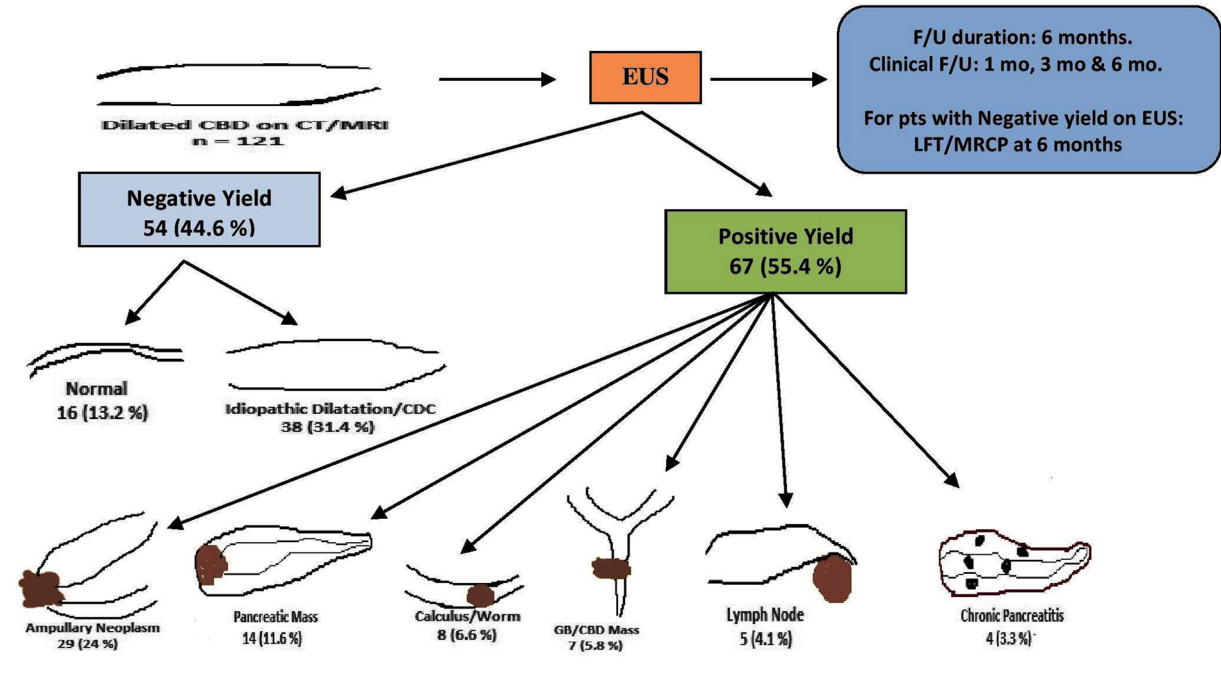 F/U duration: 6 months.
Clinical F/U: 1 mo, 3 mo & 6 mo.
For pts with Negative yield on EUS:
LFT/MRCP at 6 months
EUS
Dilated CBD on CT/MRI
n = 121
Negative Yield
54 (44.6 %)
Positive Yield
67 (55.4 %)
Normal
16 (13.2 %)
Idiopathic Dilatation/CDC
38 (31.4 %)
Ampullary Neoplasm
29 (24 %)
Pancreatic Mass
14 (11.6 %)
Calculus/Worm
8 (6.6 %)
GB/CBD Mass
7 (5.8 %)
Lymph Node
5 (4.1 %)
Chronic Pancreatitis
4 (3.3 %)